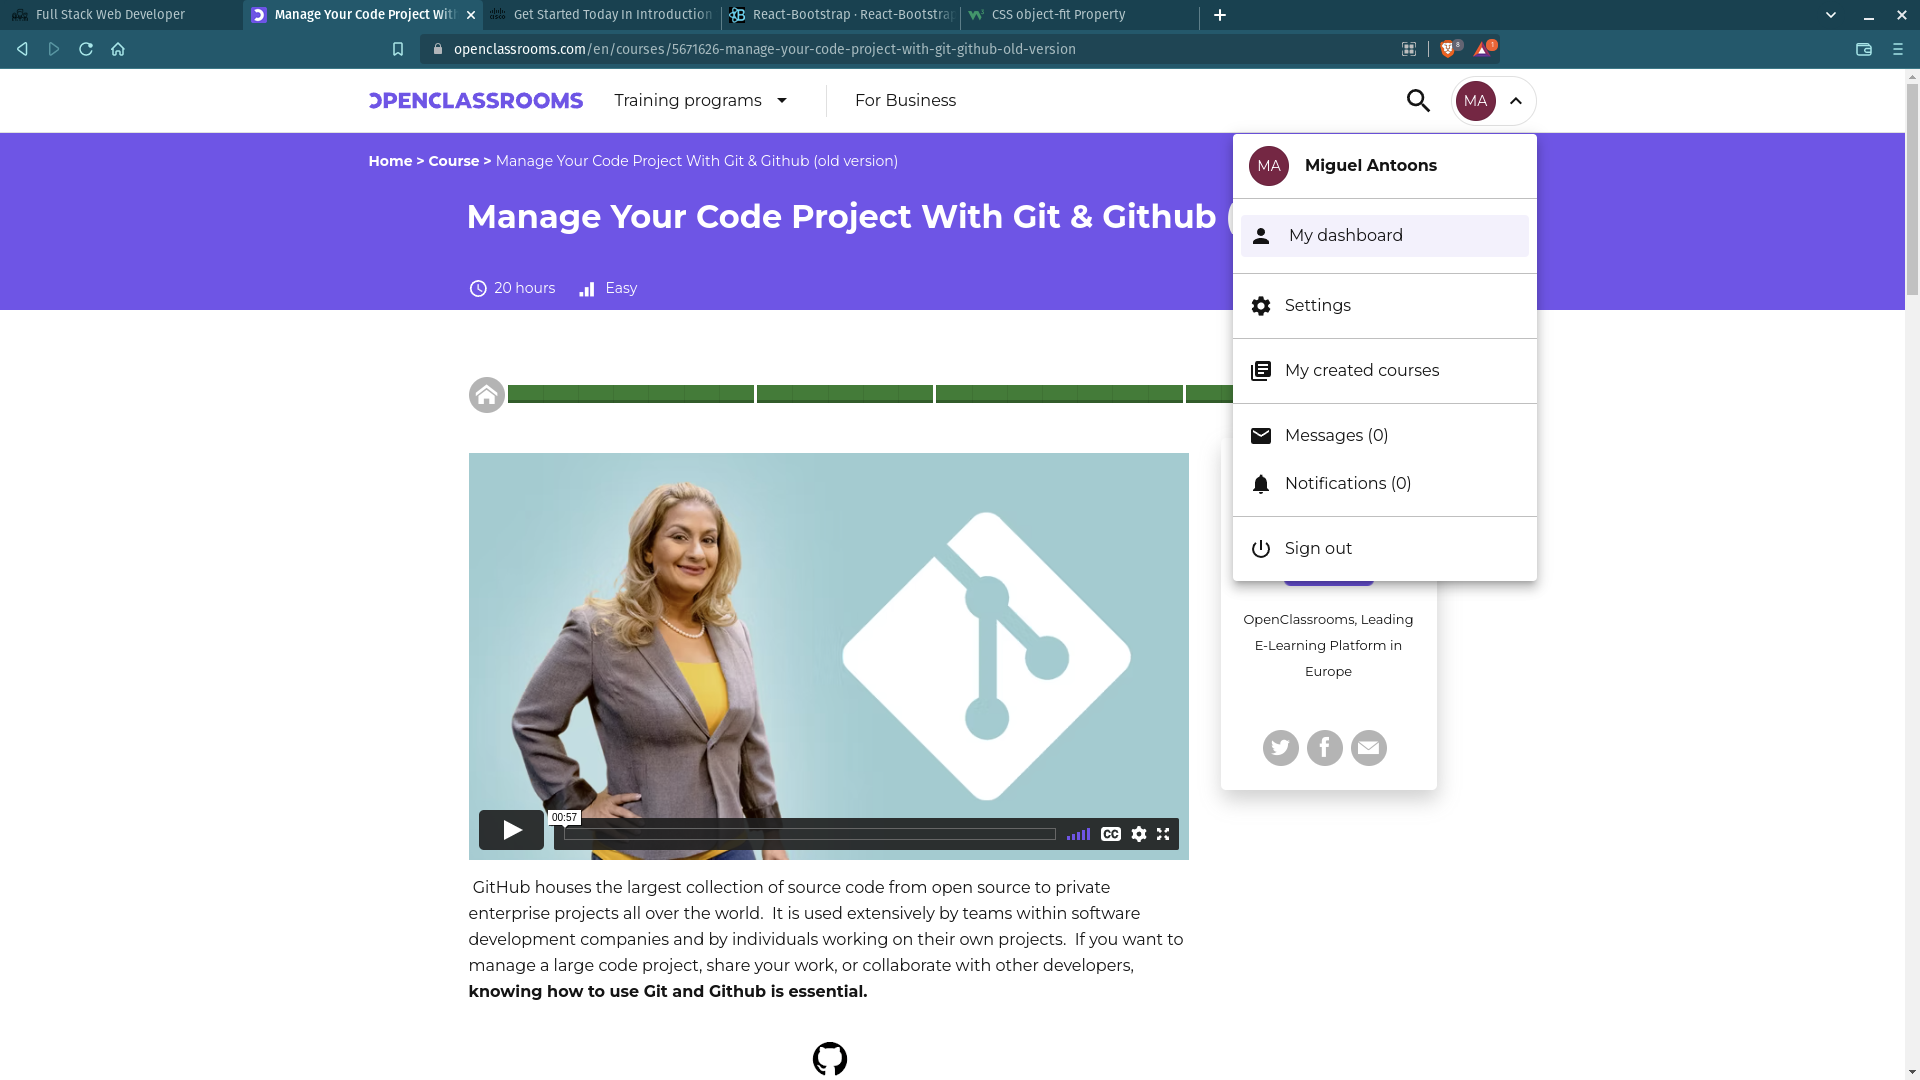 Full Stack Web Developer
Manage Your Code Project Wit
Get Started Today In Introduction
React-Bootstrap · React-Bootstrap
CSS object-fit Property
openclassrooms.com/en/courses/5671626-manage-your-code-project-with-git-github-old-version
8
1
OPENCLASSROOMS
Training programs
For Business
MA
Home > Course > Manage Your Code Project With Git & Github (old version)
Manage Your Code Project With Git & Github (
20 hours
Easy
MA
Miguel Antoons
My dashboard
Settings
My created courses
Messages (0)
Notifications (0)
Sign out
OpenClassrooms, Leading
E-Learning Platform in
Europe
00:57
CC
GitHub houses the largest collection of source code from open source to private
enterprise projects all over the world.  It is used extensively by teams within software
development companies and by individuals working on their own projects.  If you want to
manage a large code project, share your work, or collaborate with other developers,
knowing how to use Git and Github is essential.